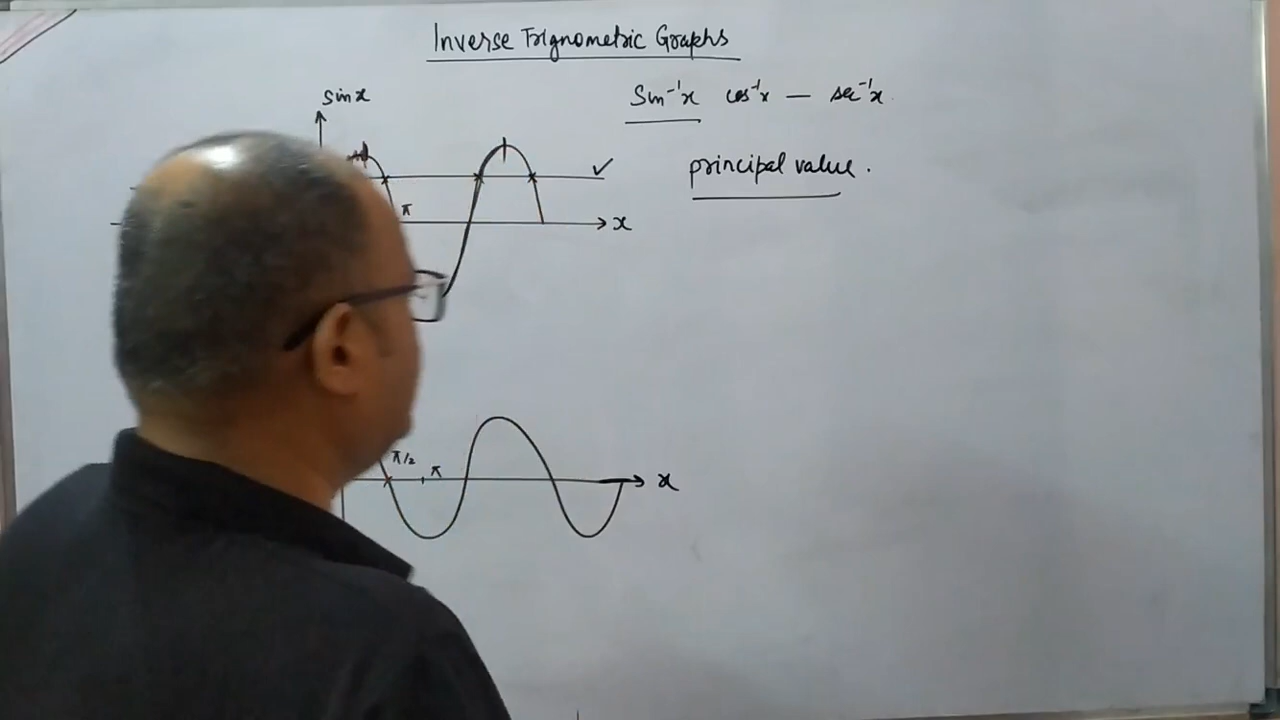 Inverse Trignometric Graphs
sin x
Sin⁻¹x cos⁻¹x — sec⁻¹x
principal value.
π
x
π/2
π
x